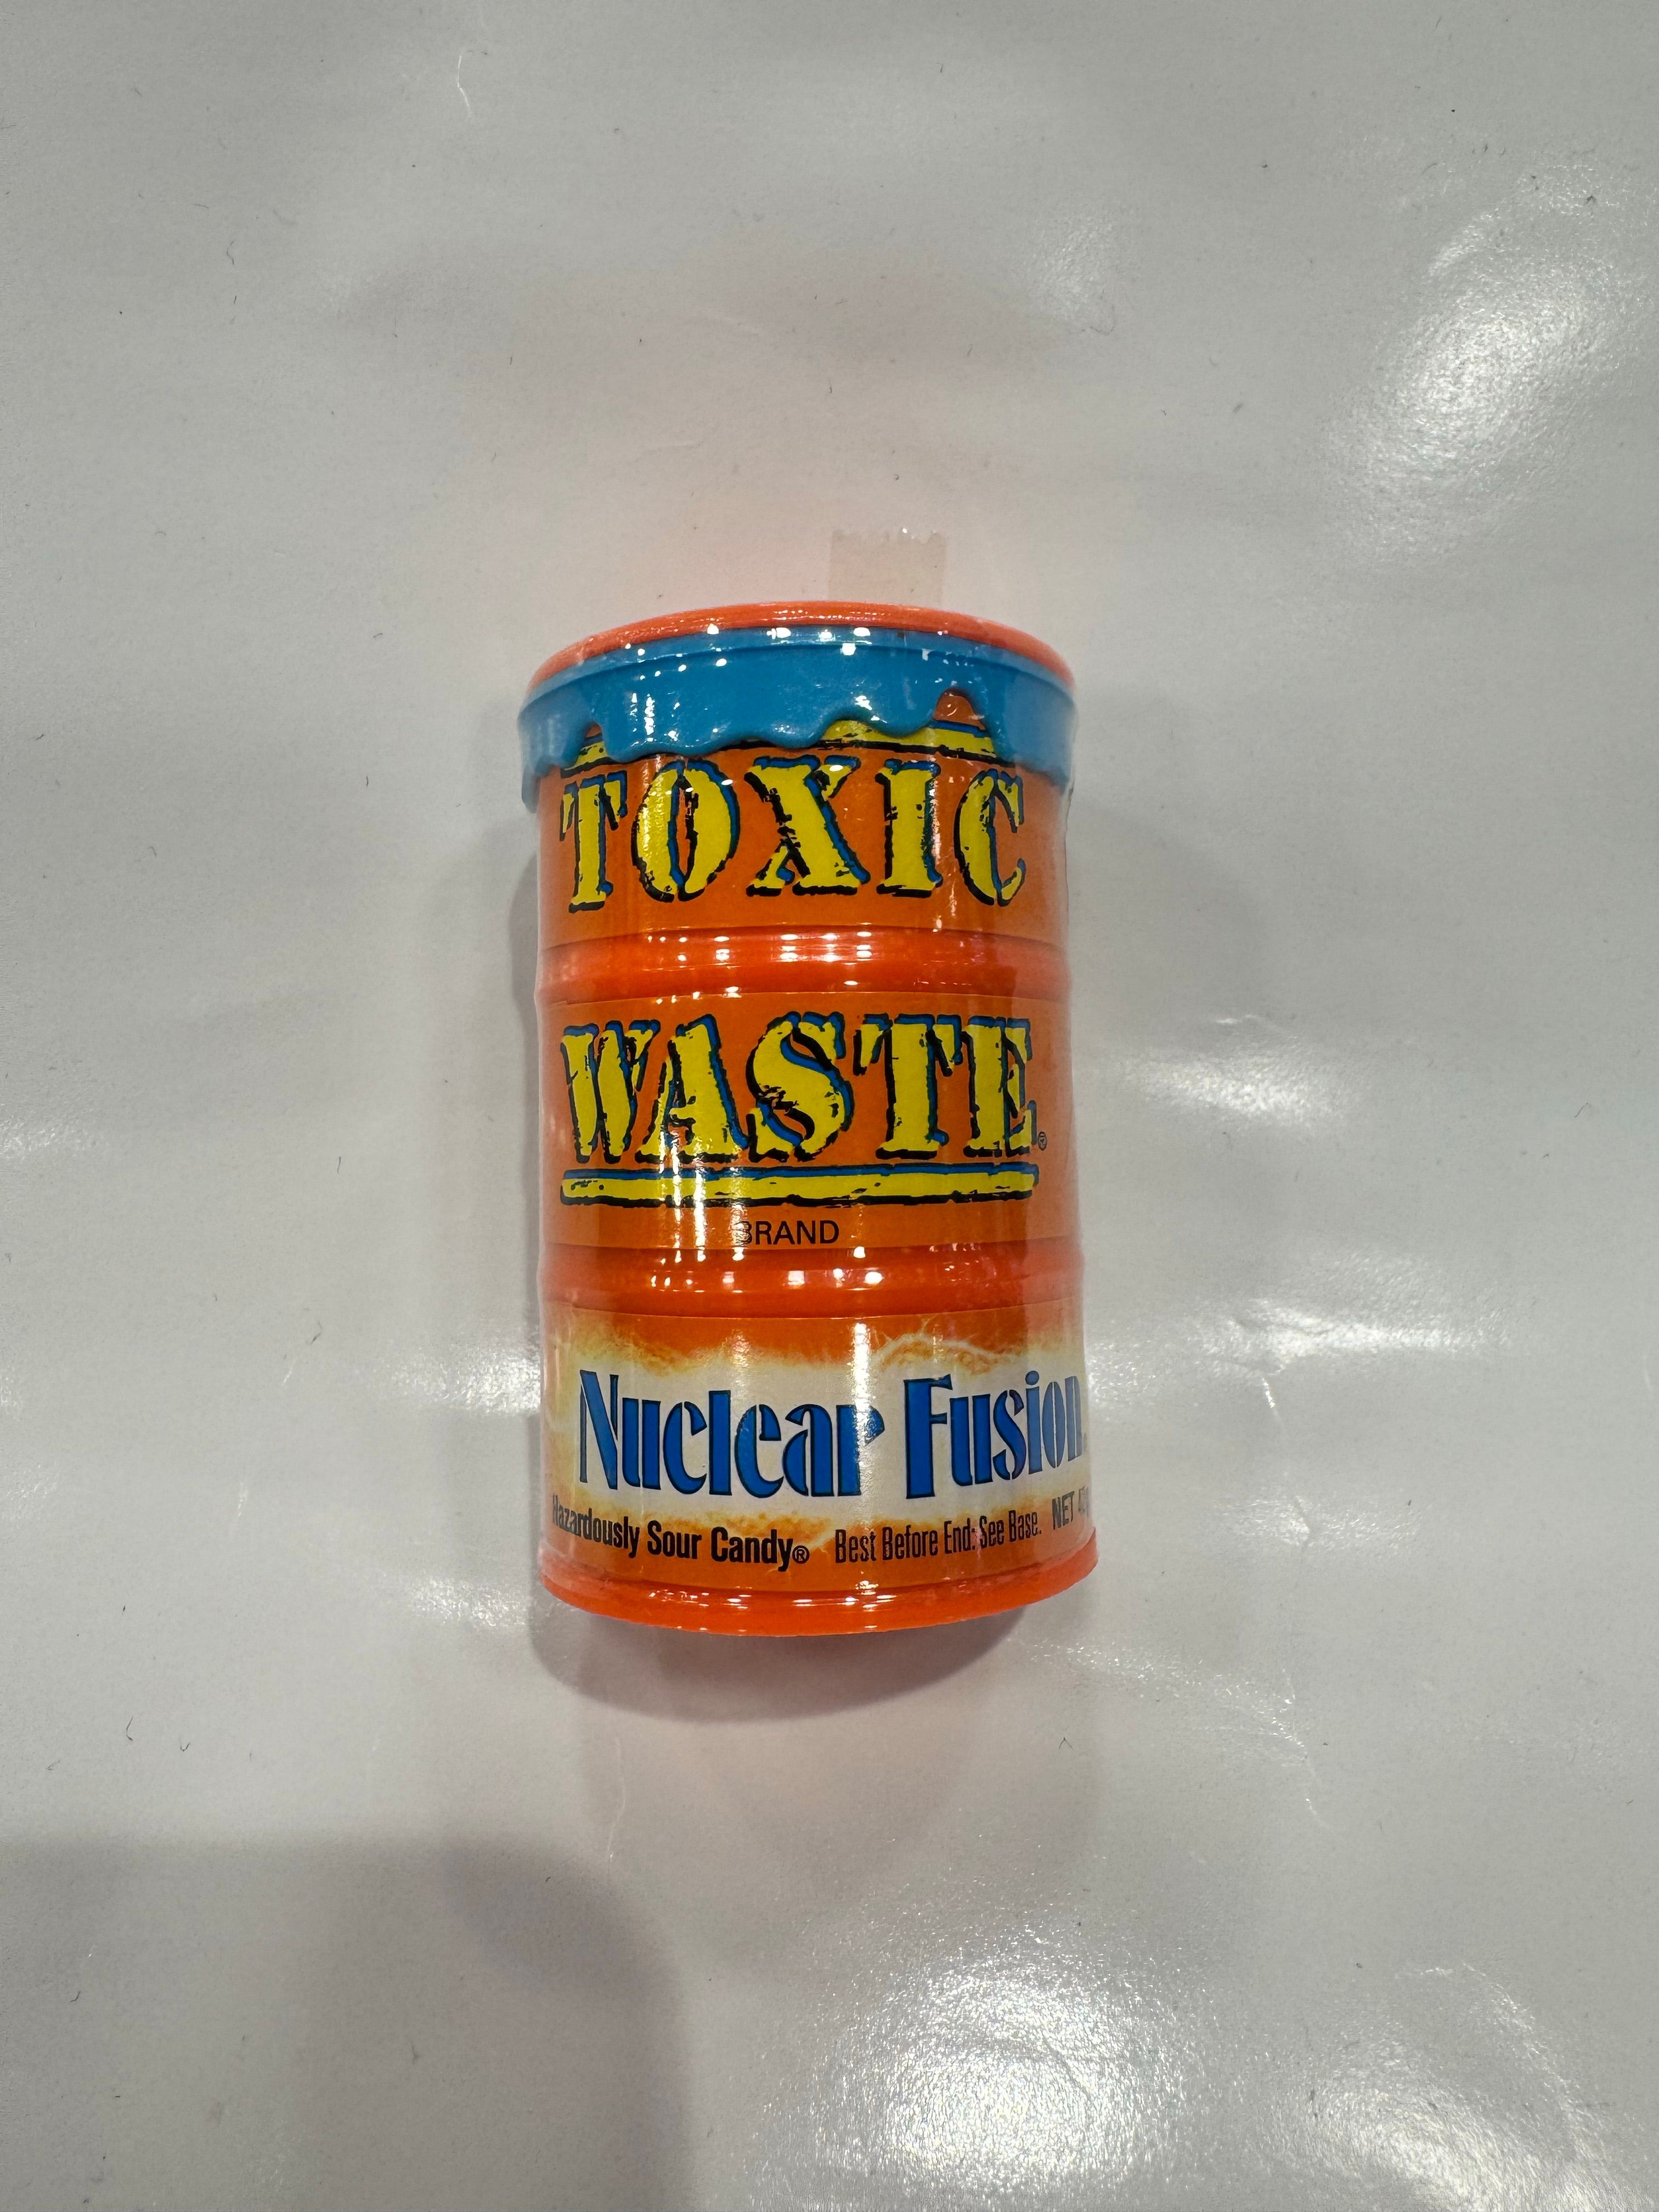 TOXIC
WASTE®
BRAND
Nuclear Fusion
Hazardously Sour Candy® Best Before End: See Base. NET